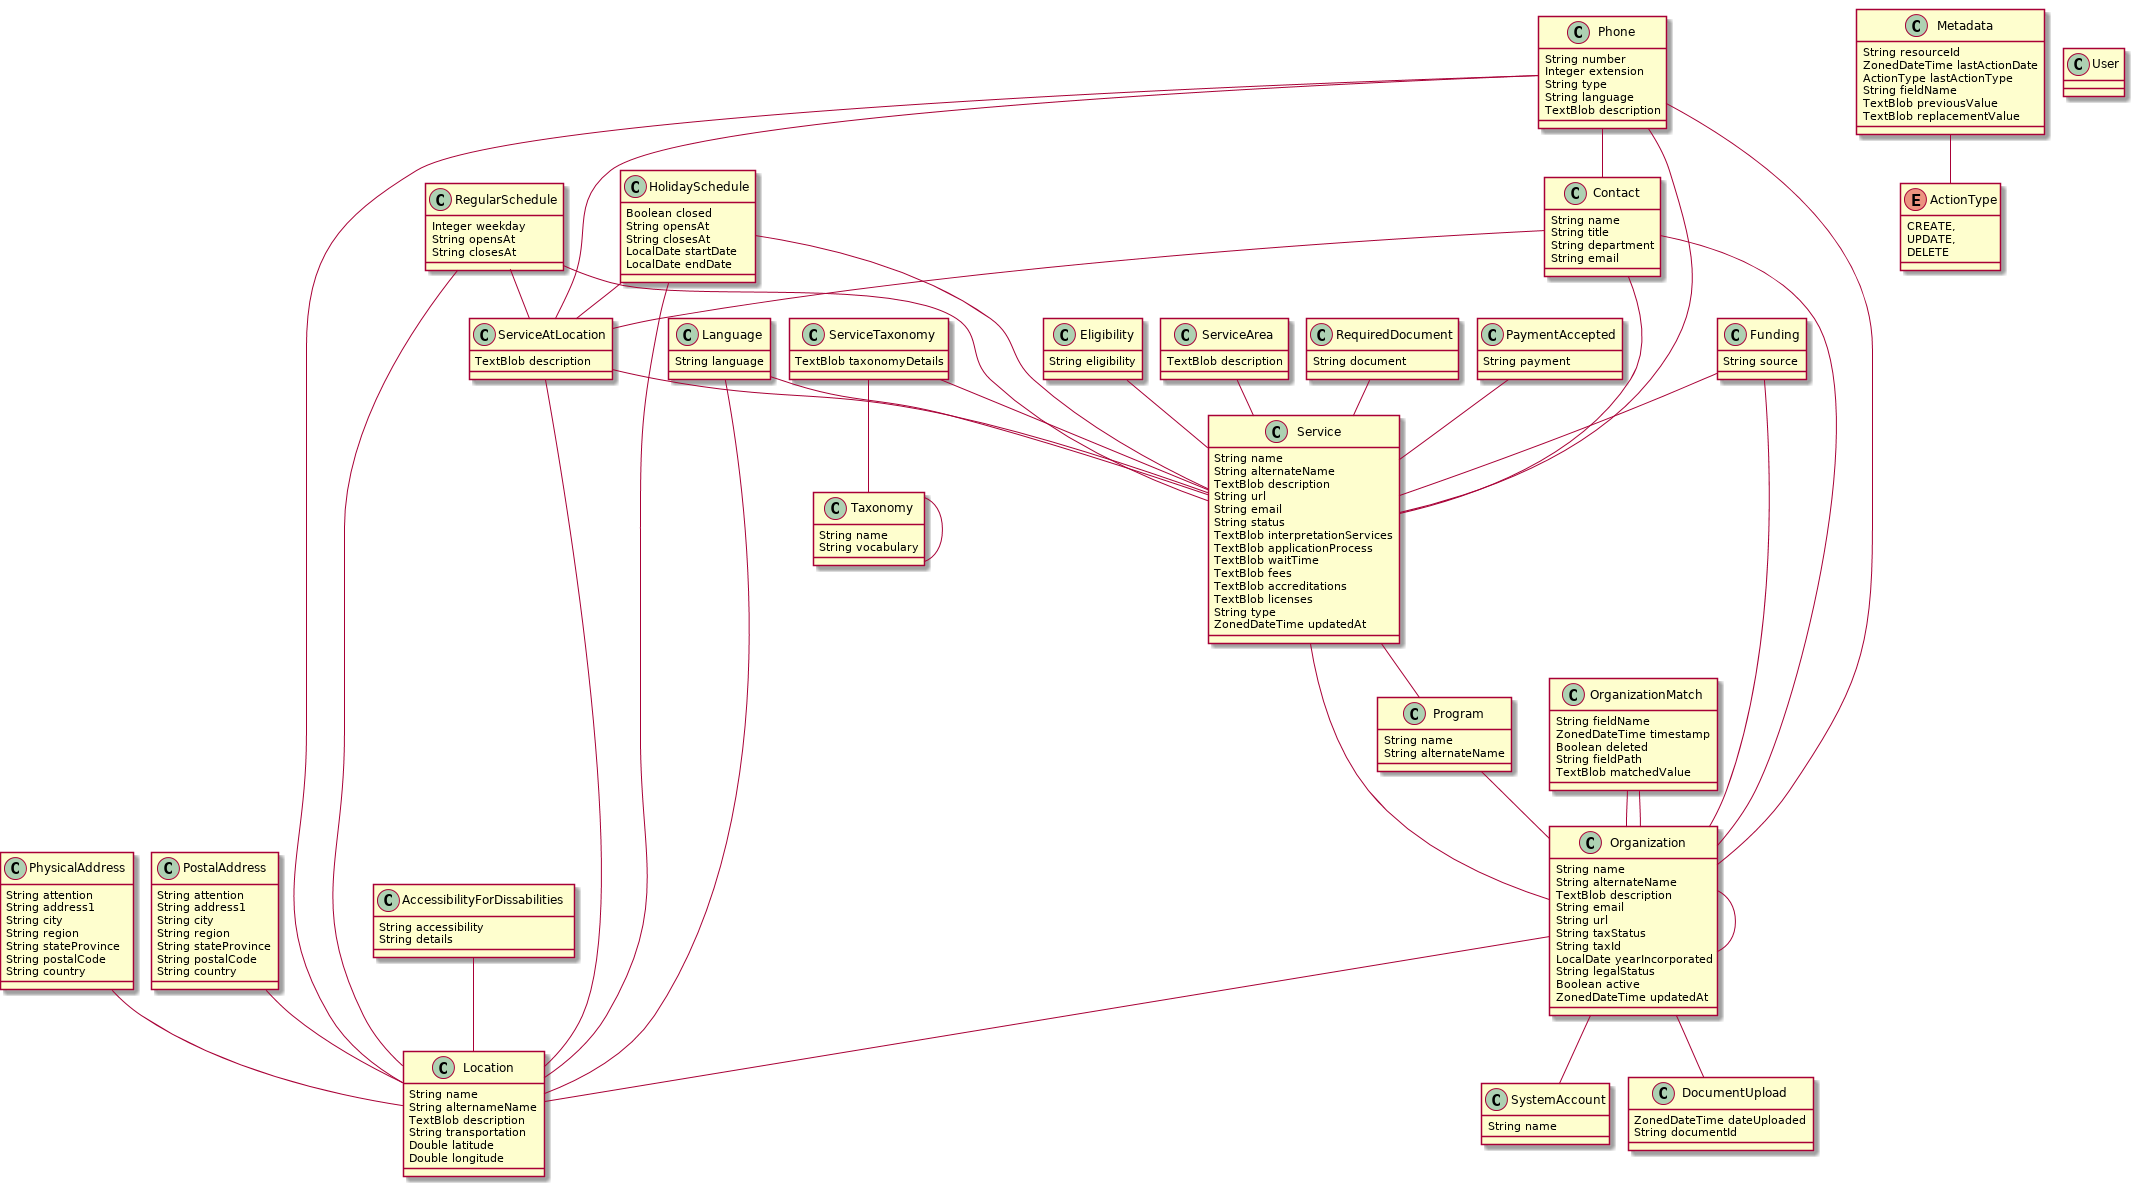 C Phone
String number
Integer extension
String type
String language
TextBlob description
C Metadata
String resourceId
ZonedDateTime lastActionDate
ActionType lastActionType
String fieldName
TextBlob previousValue
TextBlob replacementValue
C User
C RegularSchedule
Integer weekday
String opensAt
String closesAt
C HolidaySchedule
Boolean closed
String opensAt
String closesAt
LocalDate startDate
LocalDate endDate
C Contact
String name
String title
String department
String email
E ActionType
CREATE,
UPDATE,
DELETE
C ServiceAtLocation
TextBlob description
C Language
String language
C ServiceTaxonomy
TextBlob taxonomyDetails
C Eligibility
String eligibility
C ServiceArea
TextBlob description
C RequiredDocument
String document
C PaymentAccepted
String payment
C Funding
String source
C Service
String name
String alternateName
TextBlob description
String url
String email
String status
TextBlob interpretationServices
TextBlob applicationProcess
TextBlob waitTime
TextBlob fees
TextBlob accreditations
TextBlob licenses
String type
ZonedDateTime updatedAt
C Taxonomy
String name
String vocabulary
C Program
String name
String alternateName
C OrganizationMatch
String fieldName
ZonedDateTime timestamp
Boolean deleted
String fieldPath
TextBlob matchedValue
C PhysicalAddress
String attention
String address1
String city
String region
String stateProvince
String postalCode
String country
C PostalAddress
String attention
String address1
String city
String region
String stateProvince
String postalCode
String country
C AccessibilityForDissabilities
String accessibility
String details
C Organization
String name
String alternateName
TextBlob description
String email
String url
String taxStatus
String taxId
LocalDate yearIncorporated
String legalStatus
Boolean active
ZonedDateTime updatedAt
C Location
String name
String alternameName
TextBlob description
String transportation
Double latitude
Double longitude
C SystemAccount
String name
C DocumentUpload
ZonedDateTime dateUploaded
String documentId